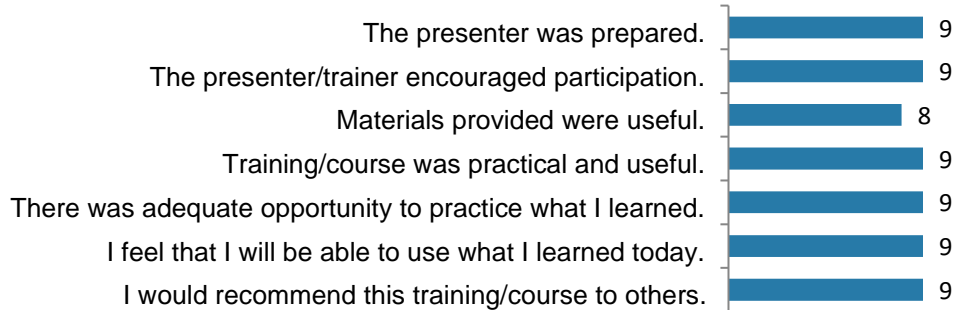 The presenter was prepared. 9
The presenter/trainer encouraged participation. 9
Materials provided were useful. 8
Training/course was practical and useful. 9
There was adequate opportunity to practice what I learned. 9
I feel that I will be able to use what I learned today. 9
I would recommend this training/course to others. 9